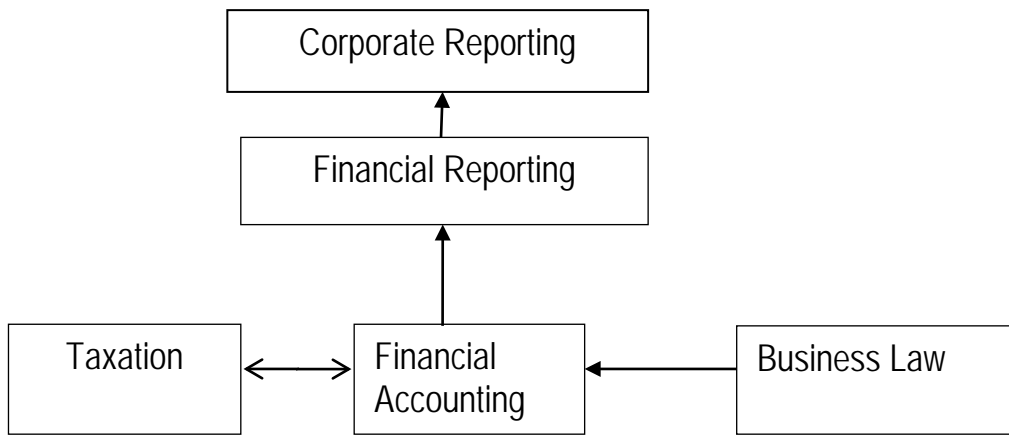 Corporate Reporting
Financial Reporting
Taxation
Financial
Accounting
Business Law